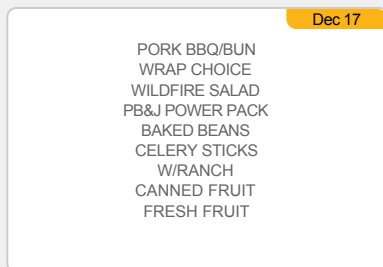 Dec 17
PORK BBQ/BUN
WRAP CHOICE
WILDFIRE SALAD
PB&J POWER PACK
BAKED BEANS
CELERY STICKS
W/RANCH
CANNED FRUIT
FRESH FRUIT